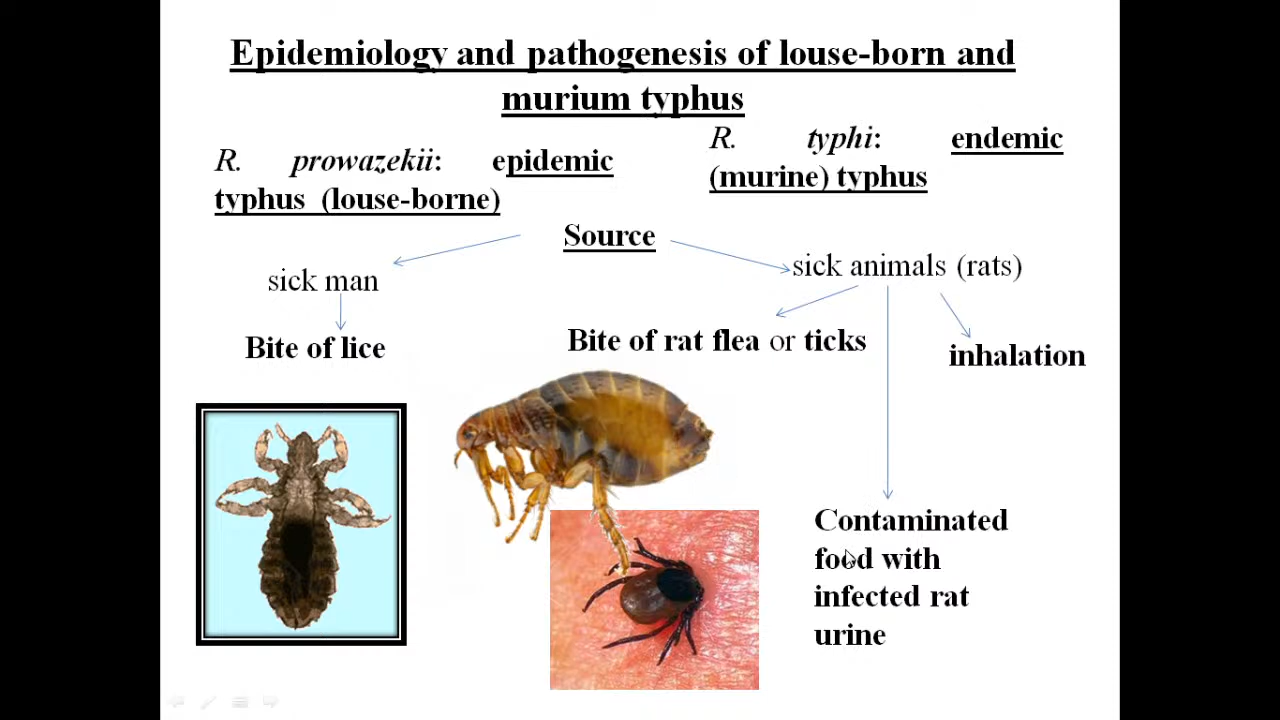 Epidemiology and pathogenesis of louse-born and
murium typhus
R. prowazekii: epidemic
typhus (louse-borne)
R. typhi: endemic
(murine) typhus
Source
sick man
sick animals (rats)
Bite of lice
Bite of rat flea or ticks
inhalation
Contaminated
food with
infected rat
urine